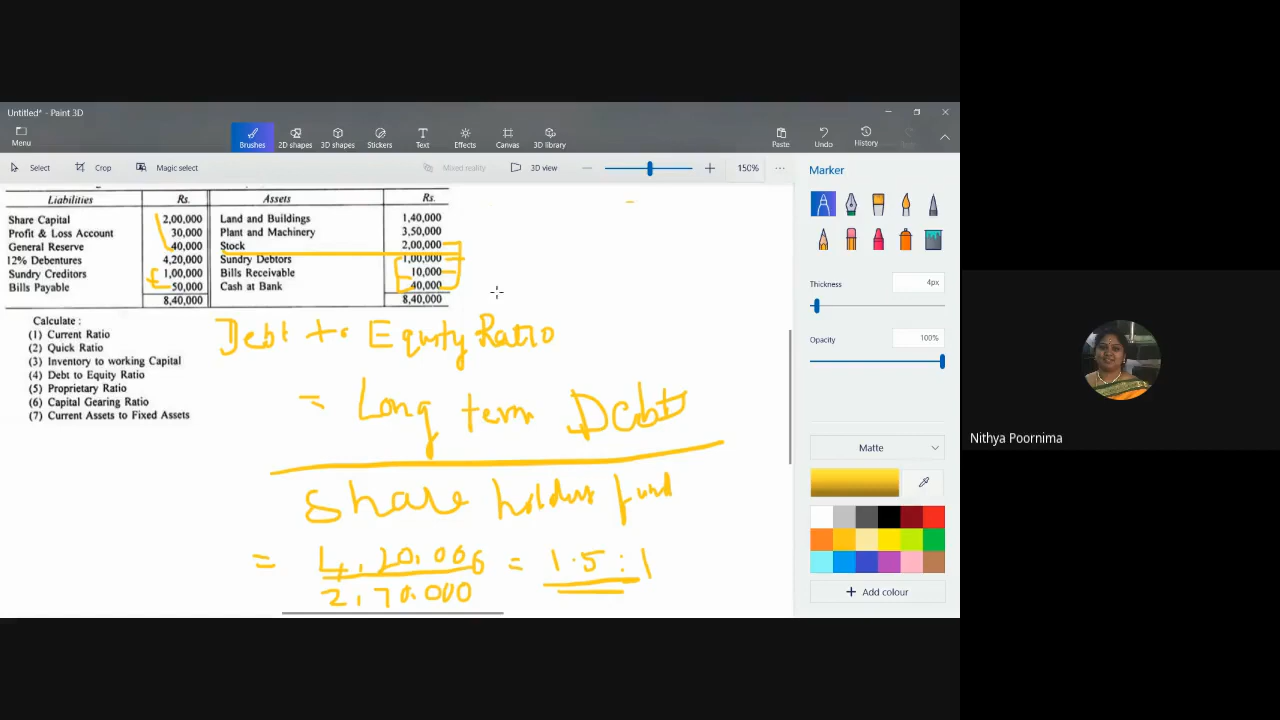 Untitled* - Paint 3D
Menu
Brushes 2D shapes 3D shapes Stickers Text Effects Canvas 3D library Paste Undo History
Select Crop Magic select Mixed reality 3D view 150%
Marker
Thickness 4px
Opacity 100%
Matte
Add colour
Liabilities Rs. Assets Rs.
Share Capital 2,00,000 Land and Buildings 1,40,000
Profit & Loss Account 30,000 Plant and Machinery 3,50,000
General Reserve 40,000 Stock 2,00,000
12% Debentures 4,20,000 Sundry Debtors 1,00,000
Sundry Creditors 1,00,000 Bills Receivable 10,000
Bills Payable 50,000 Cash at Bank 40,000
8,40,000 8,40,000
Calculate :
(1) Current Ratio
(2) Quick Ratio
(3) Inventory to working Capital
(4) Debt to Equity Ratio
(5) Proprietary Ratio
(6) Capital Gearing Ratio
(7) Current Assets to Fixed Assets
Debt to Equity Ratio
= Long term Debt
Share holders fund
= 4,20,000 = 1.5 : 1
2,70,000
Nithya Poornima